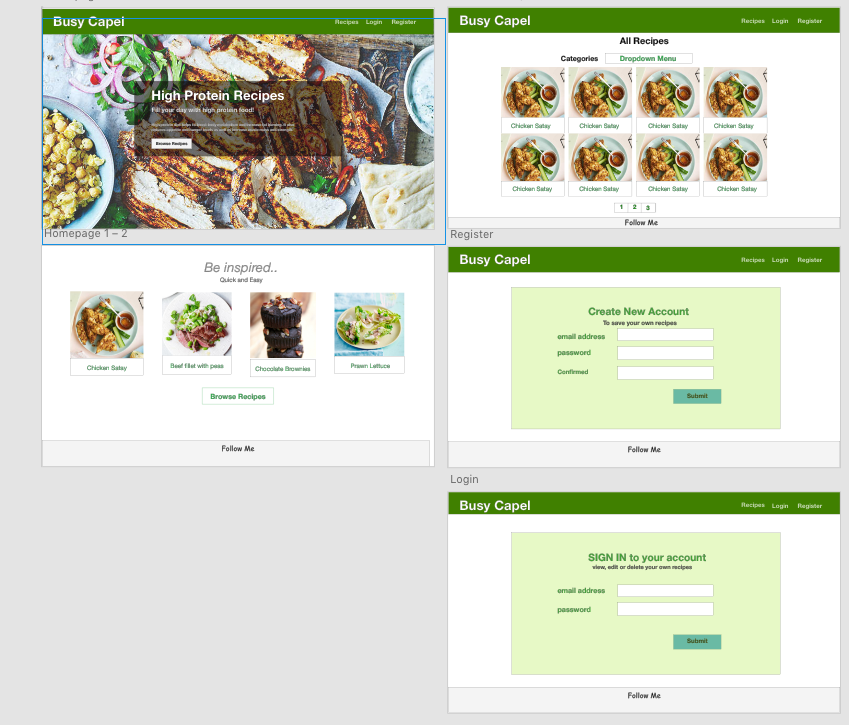 Busy Capel
Recipes Login Register
High Protein Recipes
Fill your day with high protein food!
Browse Recipes
Homepage 1 – 2
Be inspired..
Quick and Easy
Chicken Satay
Beef fillet with peas
Chocolate Brownies
Prawn Lettuce
Browse Recipes
Follow Me
Busy Capel
Recipes Login Register
All Recipes
Categories Dropdown Menu
Chicken Satay Chicken Satay Chicken Satay Chicken Satay
Chicken Satay Chicken Satay Chicken Satay Chicken Satay
1 2 3
Follow Me
Register
Busy Capel
Recipes Login Register
Create New Account
To save your own recipes
email address
password
Confirmed
Submit
Follow Me
Login
Busy Capel
Recipes Login Register
SIGN IN to your account
view, edit or delete your own recipes
email address
password
Submit
Follow Me